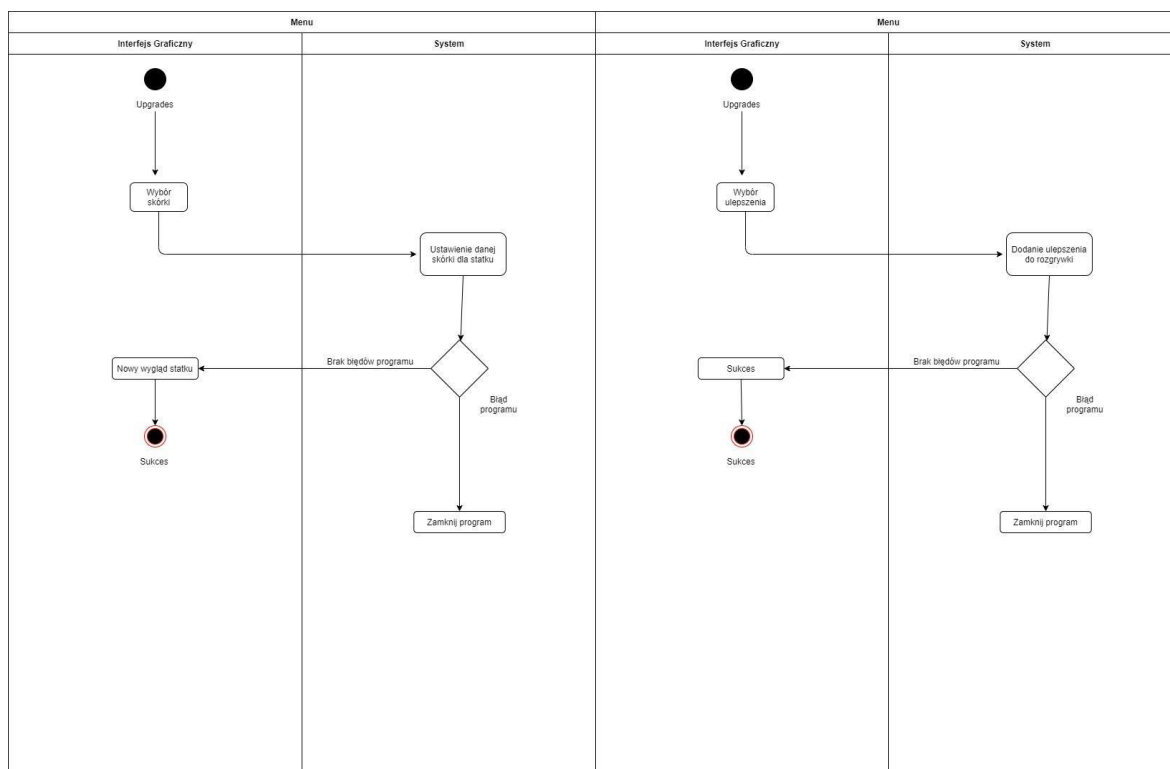 Menu
Interfejs Graficzny
System
Upgrades
Wybór
skórki
Ustawienie danej
skórki dla statku
Brak błędów programu
Nowy wygląd statku
Błąd
programu
Sukces
Zamknij program
Menu
Interfejs Graficzny
System
Upgrades
Wybór
ulepszenia
Dodanie ulepszenia
do rozgrywki
Brak błędów programu
Sukces
Błąd
programu
Sukces
Zamknij program